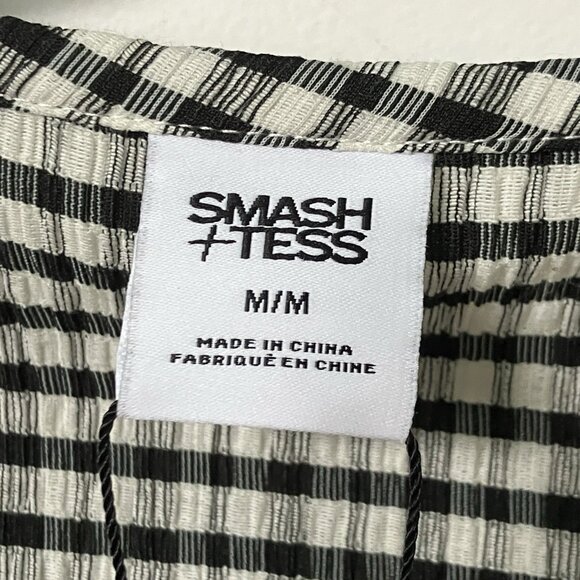 SMASH
+TESS
M/M
MADE IN CHINA
FABRIQUÉ EN CHINE